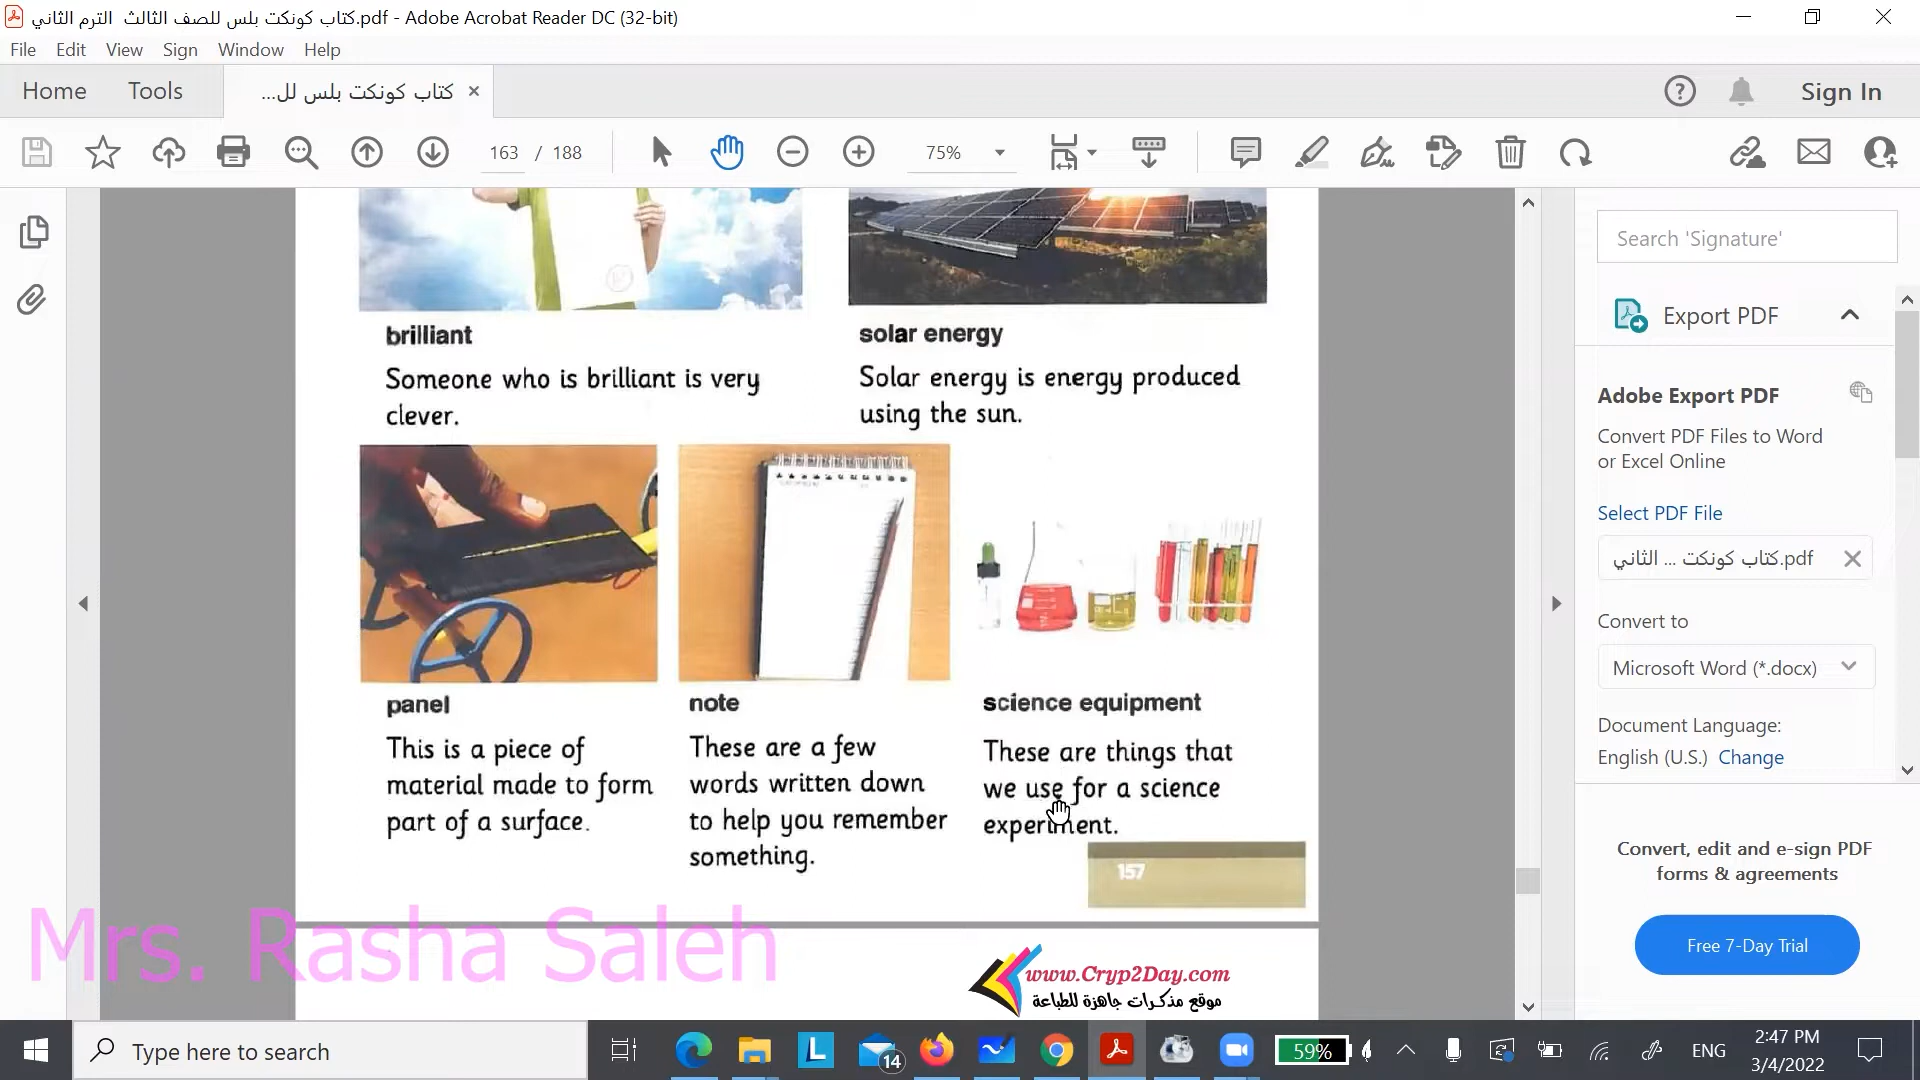 كتاب كونكت بلس للصف الثالث الترم الثاني.pdf - Adobe Acrobat Reader DC (32-bit)
File Edit View Sign Window Help
Home Tools كتاب كونكت بلس لل... × Sign In
163 / 188 75%
Search 'Signature'
Export PDF
Adobe Export PDF
Convert PDF Files to Word
or Excel Online
Select PDF File
كتاب كونكت ... الثاني.pdf
Convert to
Microsoft Word (*.docx)
Document Language:
English (U.S.) Change
Convert, edit and e-sign PDF
forms & agreements
Free 7-Day Trial
brilliant
Someone who is brilliant is very
clever.
solar energy
Solar energy is energy produced
using the sun.
panel
This is a piece of
material made to form
part of a surface.
note
These are a few
words written down
to help you remember
something.
science equipment
These are things that
we use for a science
experiment.
157
Mrs. Rasha Saleh
www.Cryp2Day.com
موقع مذكرات جاهزة للطباعة
Type here to search
14
59%
ENG
2:47 PM
3/4/2022